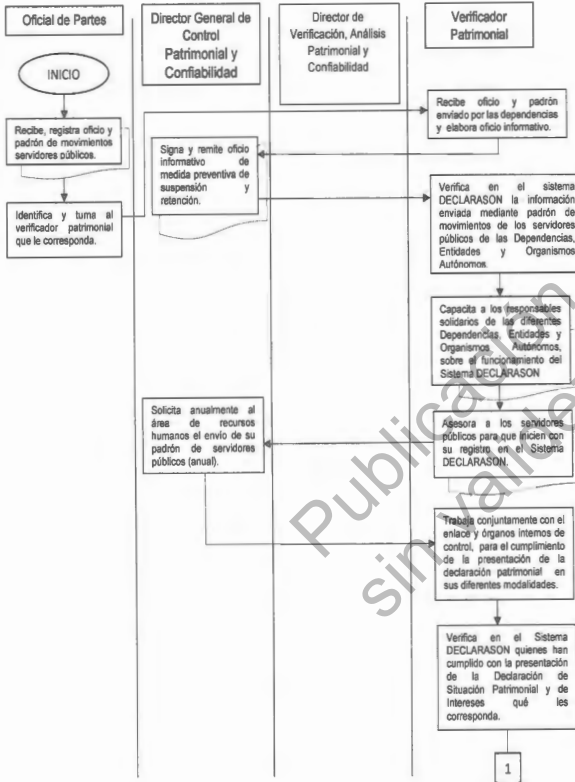 Oficial de Partes
Director General de
Control
Patrimonial y
Confiabilidad
Director de
Verificación, Análisis
Patrimonial y
Confiabilidad
Verificador
Patrimonial
INICIO
Recibe, registra oficio y
padrón de movimientos
servidores públicos.
Identifica y turna al
verificador patrimonial
que le corresponda.
Recibe oficio y padrón
enviado por las dependencias
y elabora oficio informativo.
Signa y remite oficio
informativo de
medida preventiva de
suspensión y
retención.
Verifica en el sistema
DECLARASON la información
enviada mediante padrón de
movimientos de los servidores
públicos de las Dependencias,
Entidades y Organismos
Autónomos.
Capacita a los responsables
solidarios de las diferentes
Dependencias, Entidades y
Organismos Autónomos,
sobre el funcionamiento del
Sistema DECLARASON
Asesora a los servidores
públicos para que inicien con
su registro en el Sistema
DECLARASON.
Solicita anualmente al
área de recursos
humanos el envío de su
padrón de servidores
públicos (anual).
Trabaja conjuntamente con el
enlace y órganos internos de
control, para el cumplimiento
de la presentación de la
declaración patrimonial en
sus diferentes modalidades.
Verifica en el Sistema
DECLARASON quienes han
cumplido con la presentación
de la Declaración de
Situación Patrimonial y de
Intereses qué les
corresponda.
1
Publicación
sin valide